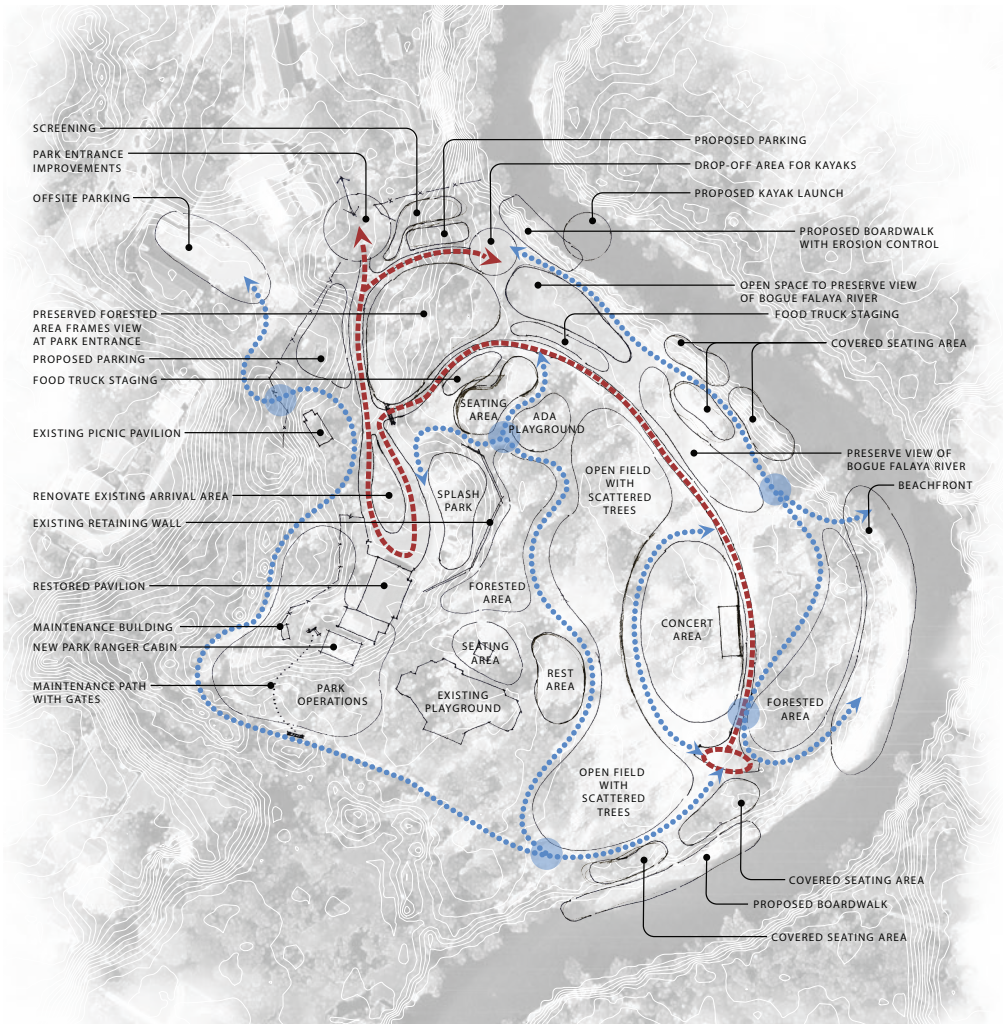 SCREENING
PARK ENTRANCE
IMPROVEMENTS
OFFSITE PARKING
PRESERVED FORESTED
AREA FRAMES VIEW
AT PARK ENTRANCE
PROPOSED PARKING
FOOD TRUCK STAGING
EXISTING PICNIC PAVILION
RENOVATE EXISTING ARRIVAL AREA
EXISTING RETAINING WALL
RESTORED PAVILION
MAINTENANCE BUILDING
NEW PARK RANGER CABIN
MAINTENANCE PATH
WITH GATES
PROPOSED PARKING
DROP-OFF AREA FOR KAYAKS
PROPOSED KAYAK LAUNCH
PROPOSED BOARDWALK
WITH EROSION CONTROL
OPEN SPACE TO PRESERVE VIEW
OF BOGUE FALAYA RIVER
FOOD TRUCK STAGING
COVERED SEATING AREA
PRESERVE VIEW OF
BOGUE FALAYA RIVER
BEACHFRONT
SEATING
AREA
ADA
PLAYGROUND
OPEN FIELD
WITH
SCATTERED
TREES
SPLASH
PARK
FORESTED
AREA
CONCERT
AREA
SEATING
AREA
REST
AREA
PARK
OPERATIONS
EXISTING
PLAYGROUND
FORESTED
AREA
OPEN FIELD
WITH
SCATTERED
TREES
COVERED SEATING AREA
PROPOSED BOARDWALK
COVERED SEATING AREA